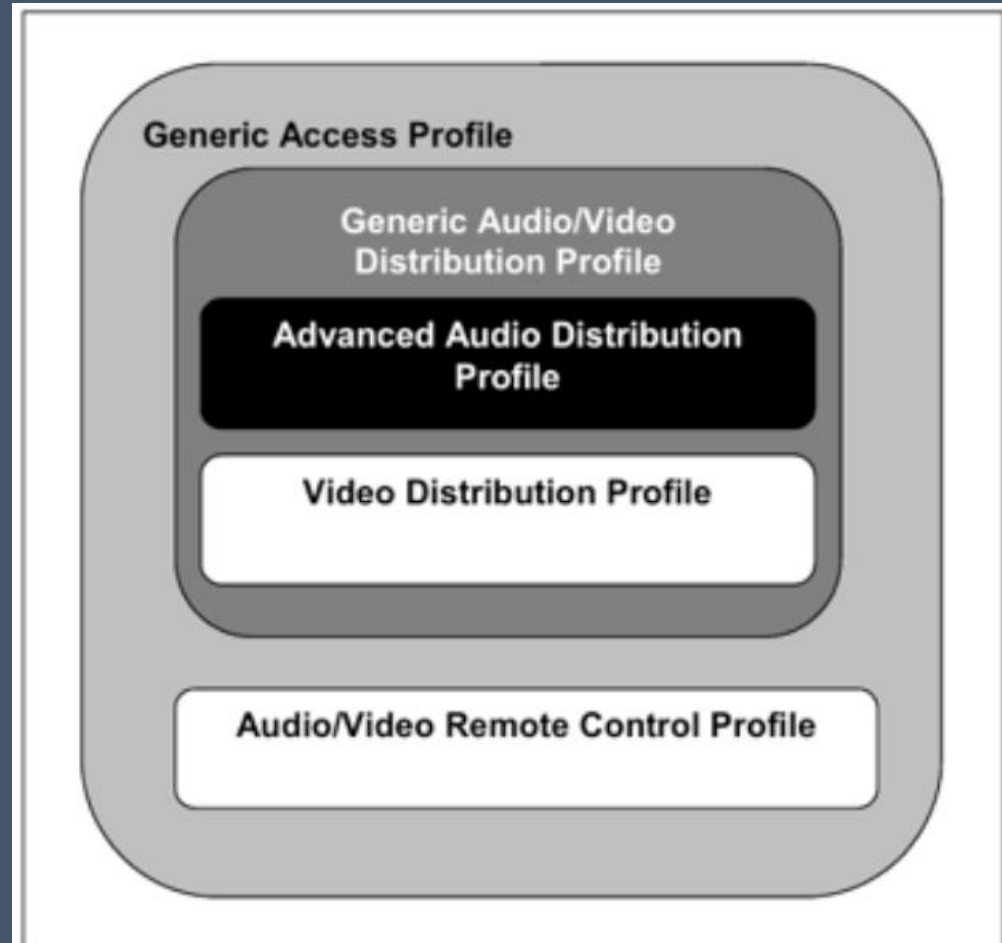 Generic Access Profile
Generic Audio/Video
Distribution Profile
Advanced Audio Distribution
Profile
Video Distribution Profile
Audio/Video Remote Control Profile